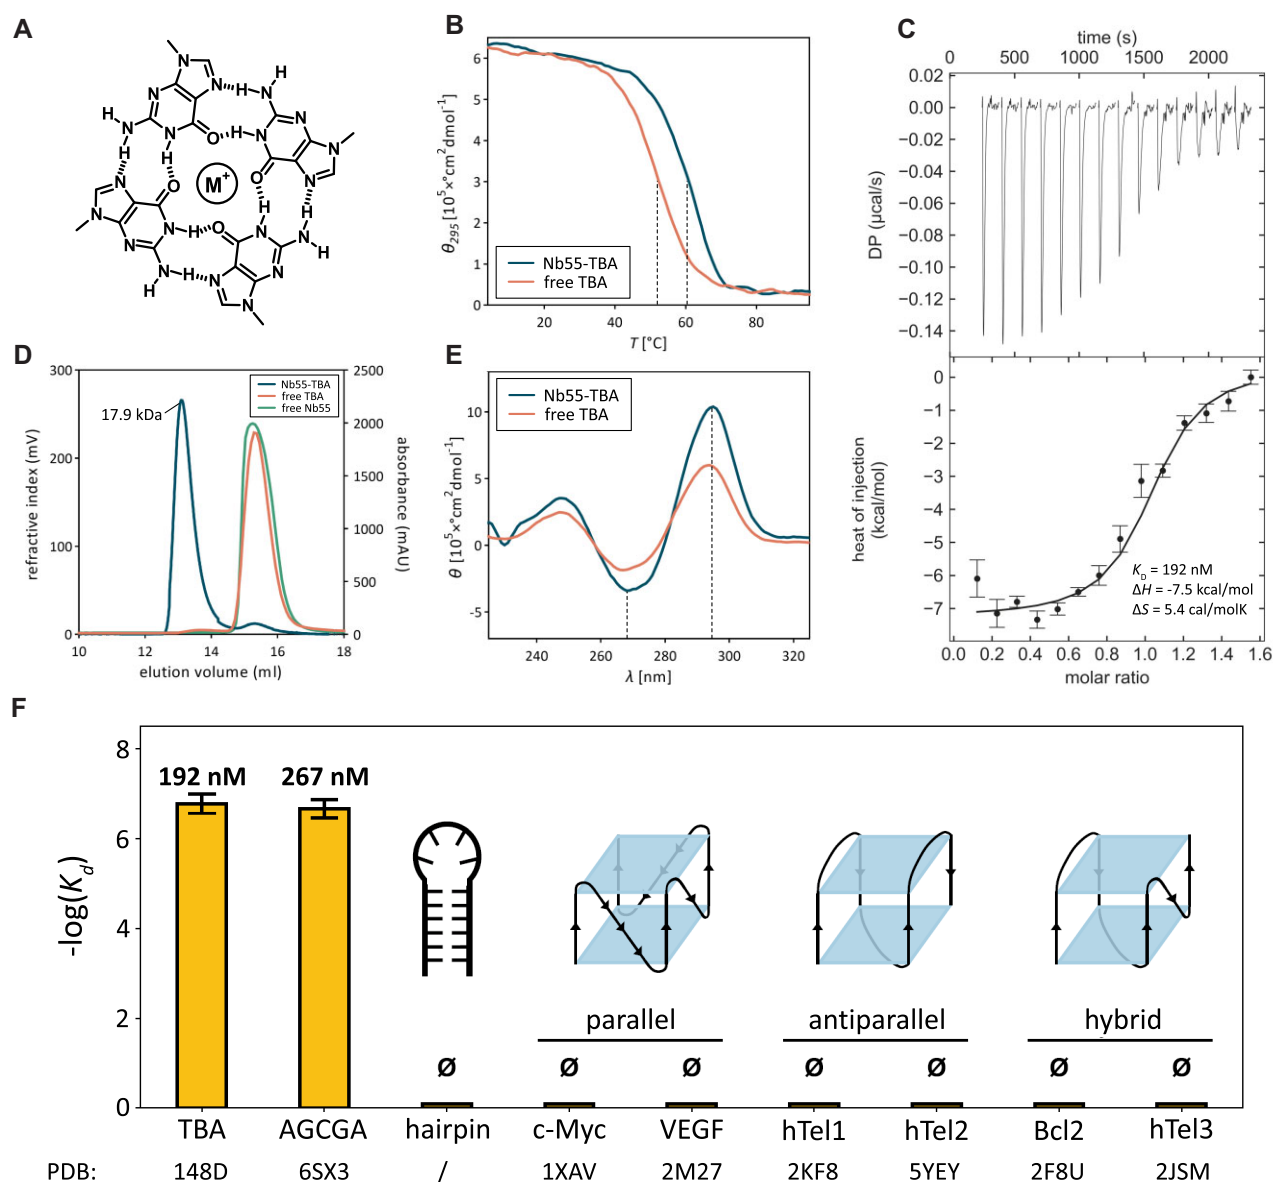 A
N
N
H
N
H
N
N
N
O
H
N
N
H
N
N
H
H
O
N
N
O
M+
N
O
H
H
N
N
N
H
O
N
N
H
N
H
N
H
N
N
H
N
B
θ295 [10⁵×°cm²dmol⁻¹]
6
5
4
3
2
1
0
Nb55-TBA
free TBA
20
40
60
80
T [°C]
C
time (s)
0
500
1000
1500
2000
DP (µcal/s)
0.02
0.00
−0.02
−0.04
−0.06
−0.08
−0.10
−0.12
−0.14
heat of injection
(kcal/mol)
0
−1
−2
−3
−4
−5
−6
−7
KD = 192 nM
ΔH = -7.5 kcal/mol
ΔS = 5.4 cal/molK
0.0
0.2
0.4
0.6
0.8
1.0
1.2
1.4
1.6
molar ratio
D
refractive index (mV)
300
200
100
0
17.9 kDa
Nb55-TBA
free TBA
free Nb55
2500
2000
1500
1000
500
0
absorbance (mAU)
10
12
14
16
18
elution volume (ml)
E
θ [10⁵×°cm²dmol⁻¹]
10
5
0
-5
Nb55-TBA
free TBA
240
260
280
300
320
λ [nm]
F
-log(Kd)
8
6
4
2
0
192 nM
267 nM
parallel
antiparallel
hybrid
Ø Ø Ø Ø Ø Ø Ø
TBA AGCGA hairpin c-Myc VEGF hTel1 hTel2 Bcl2 hTel3
PDB: 148D 6SX3 / 1XAV 2M27 2KF8 5YEY 2F8U 2JSM